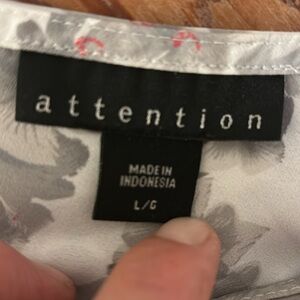 attention
MADE IN
INDONESIA
L/G